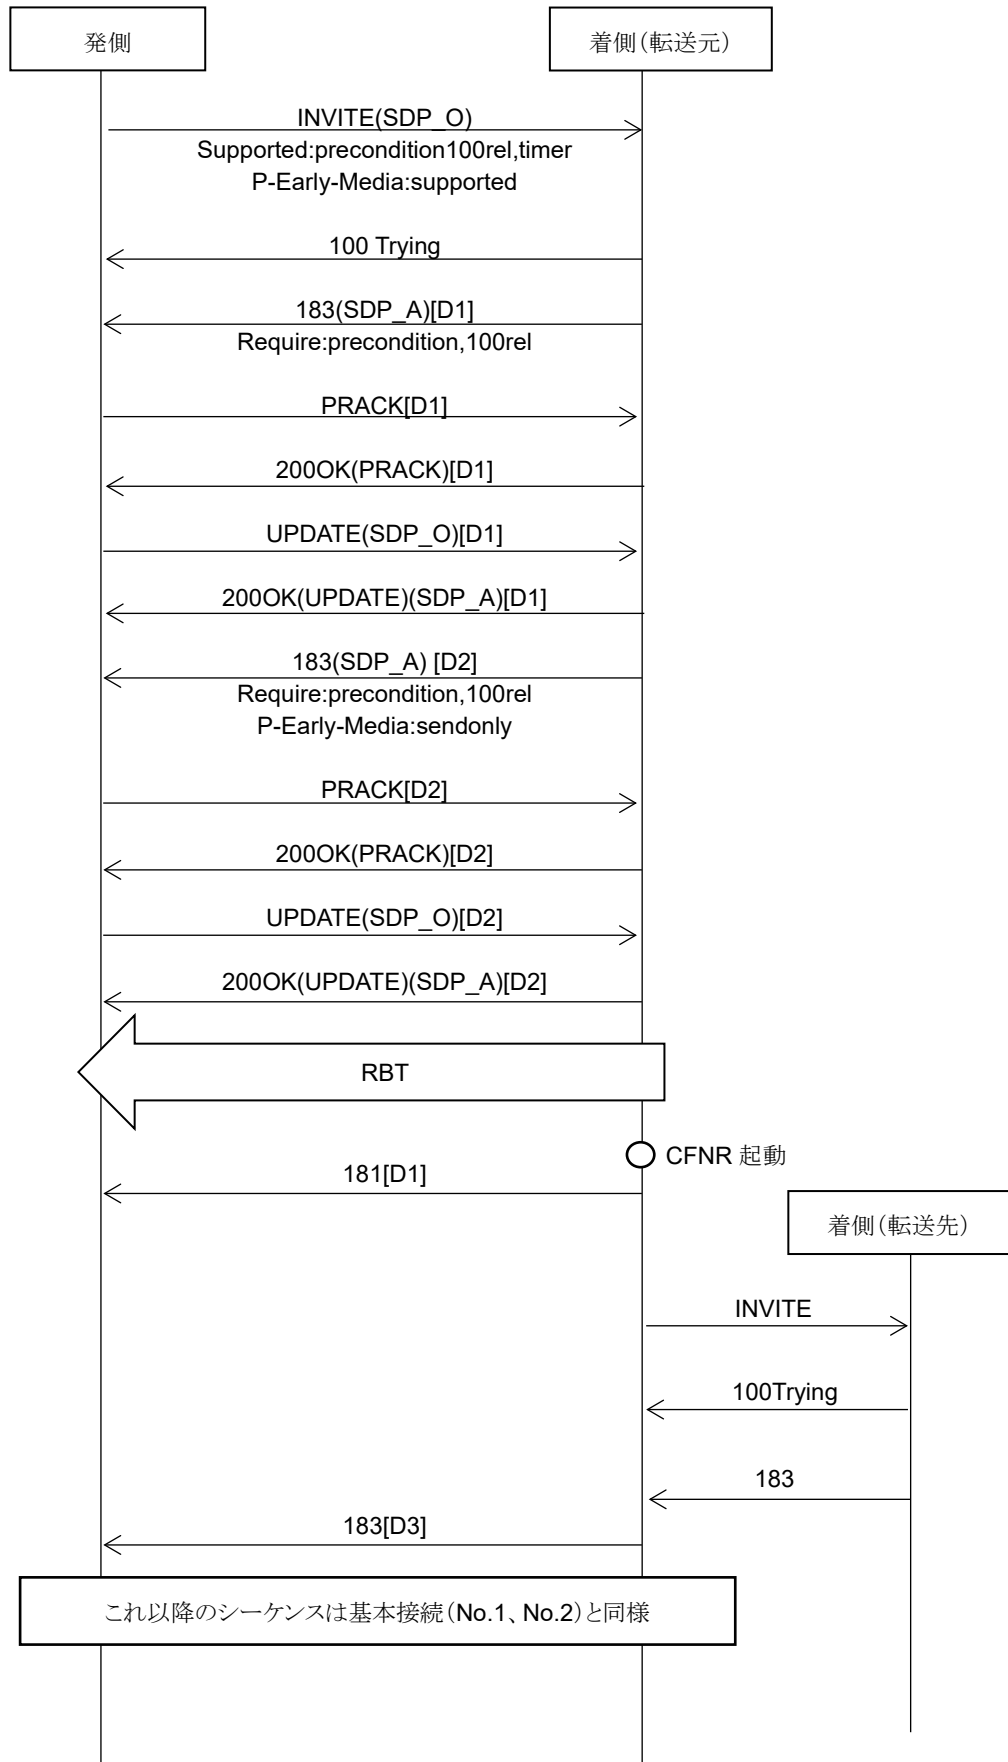 発側
着側（転送元）
INVITE(SDP_O)
Supported:precondition100rel,timer
P-Early-Media:supported
100 Trying
183(SDP_A)[D1]
Require:precondition,100rel
PRACK[D1]
200OK(PRACK)[D1]
UPDATE(SDP_O)[D1]
200OK(UPDATE)(SDP_A)[D1]
183(SDP_A) [D2]
Require:precondition,100rel
P-Early-Media:sendonly
PRACK[D2]
200OK(PRACK)[D2]
UPDATE(SDP_O)[D2]
200OK(UPDATE)(SDP_A)[D2]
RBT
CFNR 起動
181[D1]
着側（転送先）
INVITE
100Trying
183
183[D3]
これ以降のシーケンスは基本接続（No.1、No.2）と同様